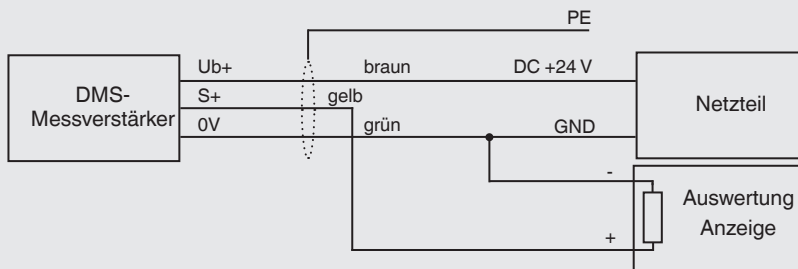 PE
Ub+ braun DC +24 V
DMS-
Messverstärker
S+ gelb
Netzteil
0V grün GND
-
Auswertung
Anzeige
+